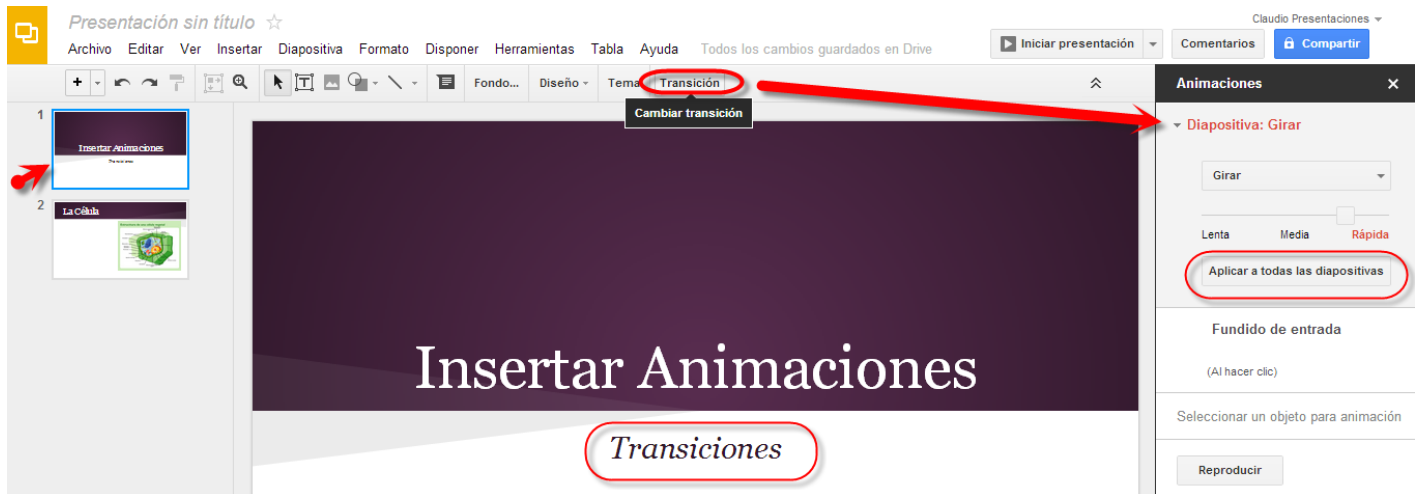 Presentación sin título
Claudio Presentaciones
Archivo Editar Ver Insertar Diapositiva Formato Disponer Herramientas Tabla Ayuda Todos los cambios guardados en Drive
Iniciar presentación Comentarios Compartir
Fondo... Diseño Tema Transición
Cambiar transición
Animaciones
Diapositiva: Girar
Girar
Lenta Media Rápida
Aplicar a todas las diapositivas
Fundido de entrada
(Al hacer clic)
Seleccionar un objeto para animación
Reproducir
1
Insertar Animaciones
2
La Célula
Insertar Animaciones
Transiciones